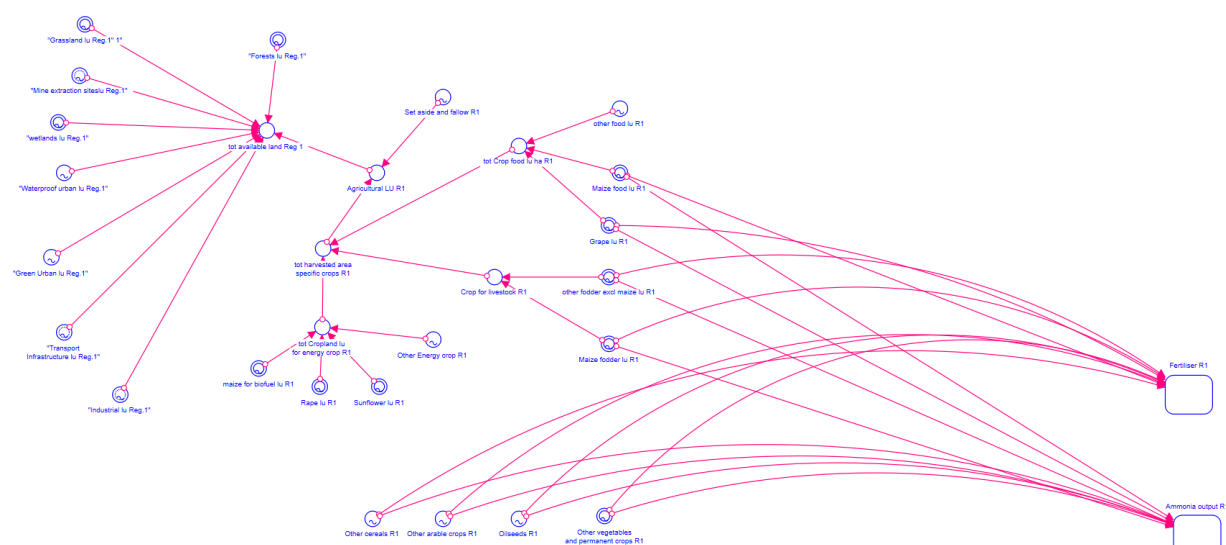 "Grassland lu Reg.1" 1"
"Forests lu Reg.1"
"Mine extraction siteslu Reg.1"
Set aside and fallow R1
other food lu R1
"wetlands lu Reg.1"
tot available land Reg 1
tot Crop food lu ha R1
"Waterproof urban lu Reg.1"
Agricultural LU R1
Maize food lu R1
Grape lu R1
"Green Urban lu Reg.1"
tot harvested area
specific crops R1
Crop for livestock R1
other fodder excl maize lu R1
"Transport
Infrastructure lu Reg.1"
tot Cropland lu
for energy crop R1
Other Energy crop R1
Maize fodder lu R1
Fertiliser R1
maize for biofuel lu R1
Rape lu R1
Sunflower lu R1
"Industrial lu Reg.1"
Ammonia output R
Other cereals R1
Other arable crops R1
Oilseeds R1
Other vegetables
and permanent crops R1